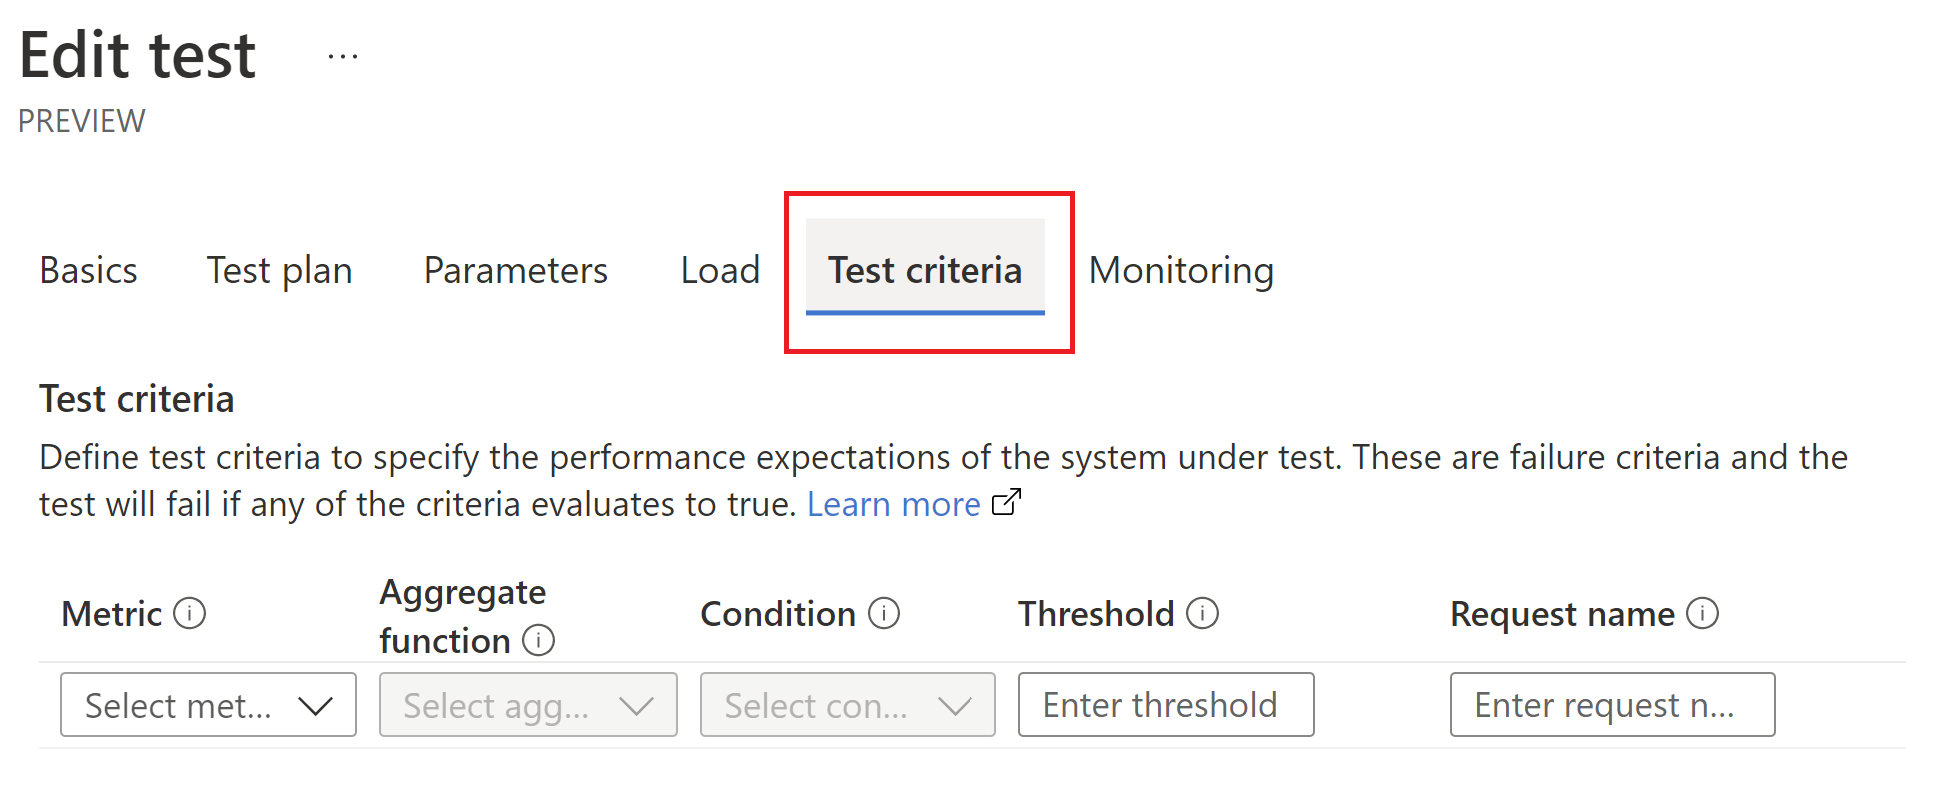 Edit test ...
PREVIEW
Basics Test plan Parameters Load Test criteria Monitoring
Test criteria
Define test criteria to specify the performance expectations of the system under test. These are failure criteria and the
test will fail if any of the criteria evaluates to true. Learn more
Metric Aggregate function Condition Threshold Request name
Select met... Select agg... Select con... Enter threshold Enter request n...